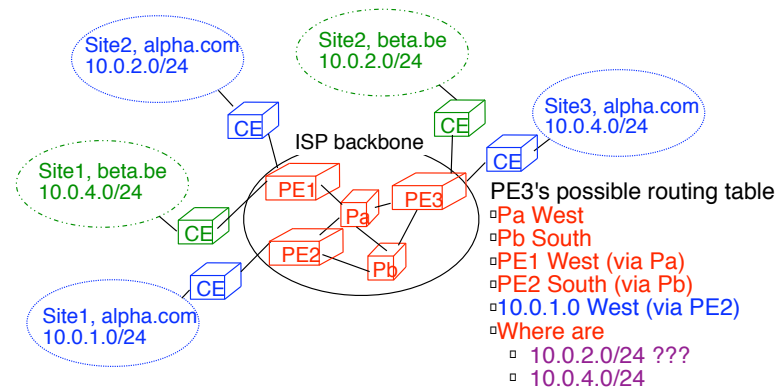 Site2, alpha.com
10.0.2.0/24
Site2, beta.be
10.0.2.0/24
Site3, alpha.com
10.0.4.0/24
CE
CE
CE
ISP backbone
Site1, beta.be
10.0.4.0/24
PE1
Pa
PE3
CE
PE2
Pb
CE
Site1, alpha.com
10.0.1.0/24
PE3's possible routing table
Pa West
Pb South
PE1 West (via Pa)
PE2 South (via Pb)
10.0.1.0 West (via PE2)
Where are
10.0.2.0/24 ???
10.0.4.0/24